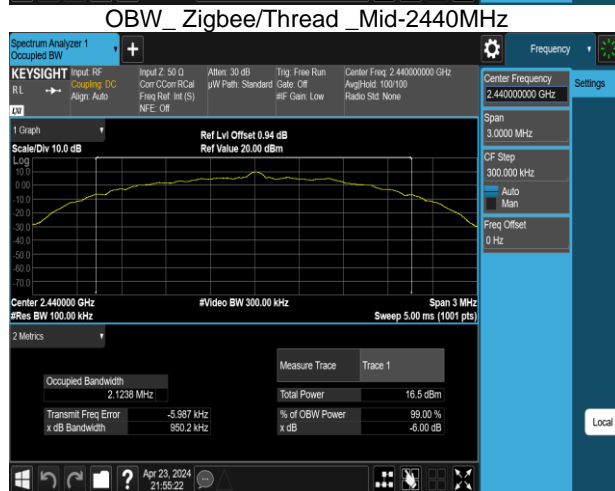 OBW_ Zigbee/Thread _Mid-2440MHz
Spectrum Analyzer 1
Occupied BW
Frequency
KEYSIGHT
RL
Input: RF
Coupling: DC
Align: Auto
Input Z: 50 Ω
Corr CCorr RCal
Freq Ref: Int (S)
NFE: Off
Atten: 30 dB
µW Path: Standard
Trig: Free Run
Gate: Off
#IF Gain: Low
Center Freq: 2.440000000 GHz
Avg|Hold: 100/100
Radio Std: None
Center Frequency
2.440000000 GHz
Settings
Span
3.0000 MHz
CF Step
300.000 kHz
Auto
Man
Freq Offset
0 Hz
Local
1 Graph
Scale/Div 10.0 dB
Ref Lvl Offset 0.94 dB
Ref Value 20.00 dBm
Log
10.0
0.00
-10.0
-20.0
-30.0
-40.0
-50.0
-60.0
-70.0
Center 2.440000 GHz
#Video BW 300.00 kHz
Span 3 MHz
#Res BW 100.00 kHz
Sweep 5.00 ms (1001 pts)
2 Metrics
Measure Trace Trace 1
Occupied Bandwidth
2.1238 MHz
Total Power 16.5 dBm
Transmit Freq Error -5.987 kHz
% of OBW Power 99.00 %
x dB Bandwidth 950.2 kHz
x dB -6.00 dB
?
Apr 23, 2024
21:55:22